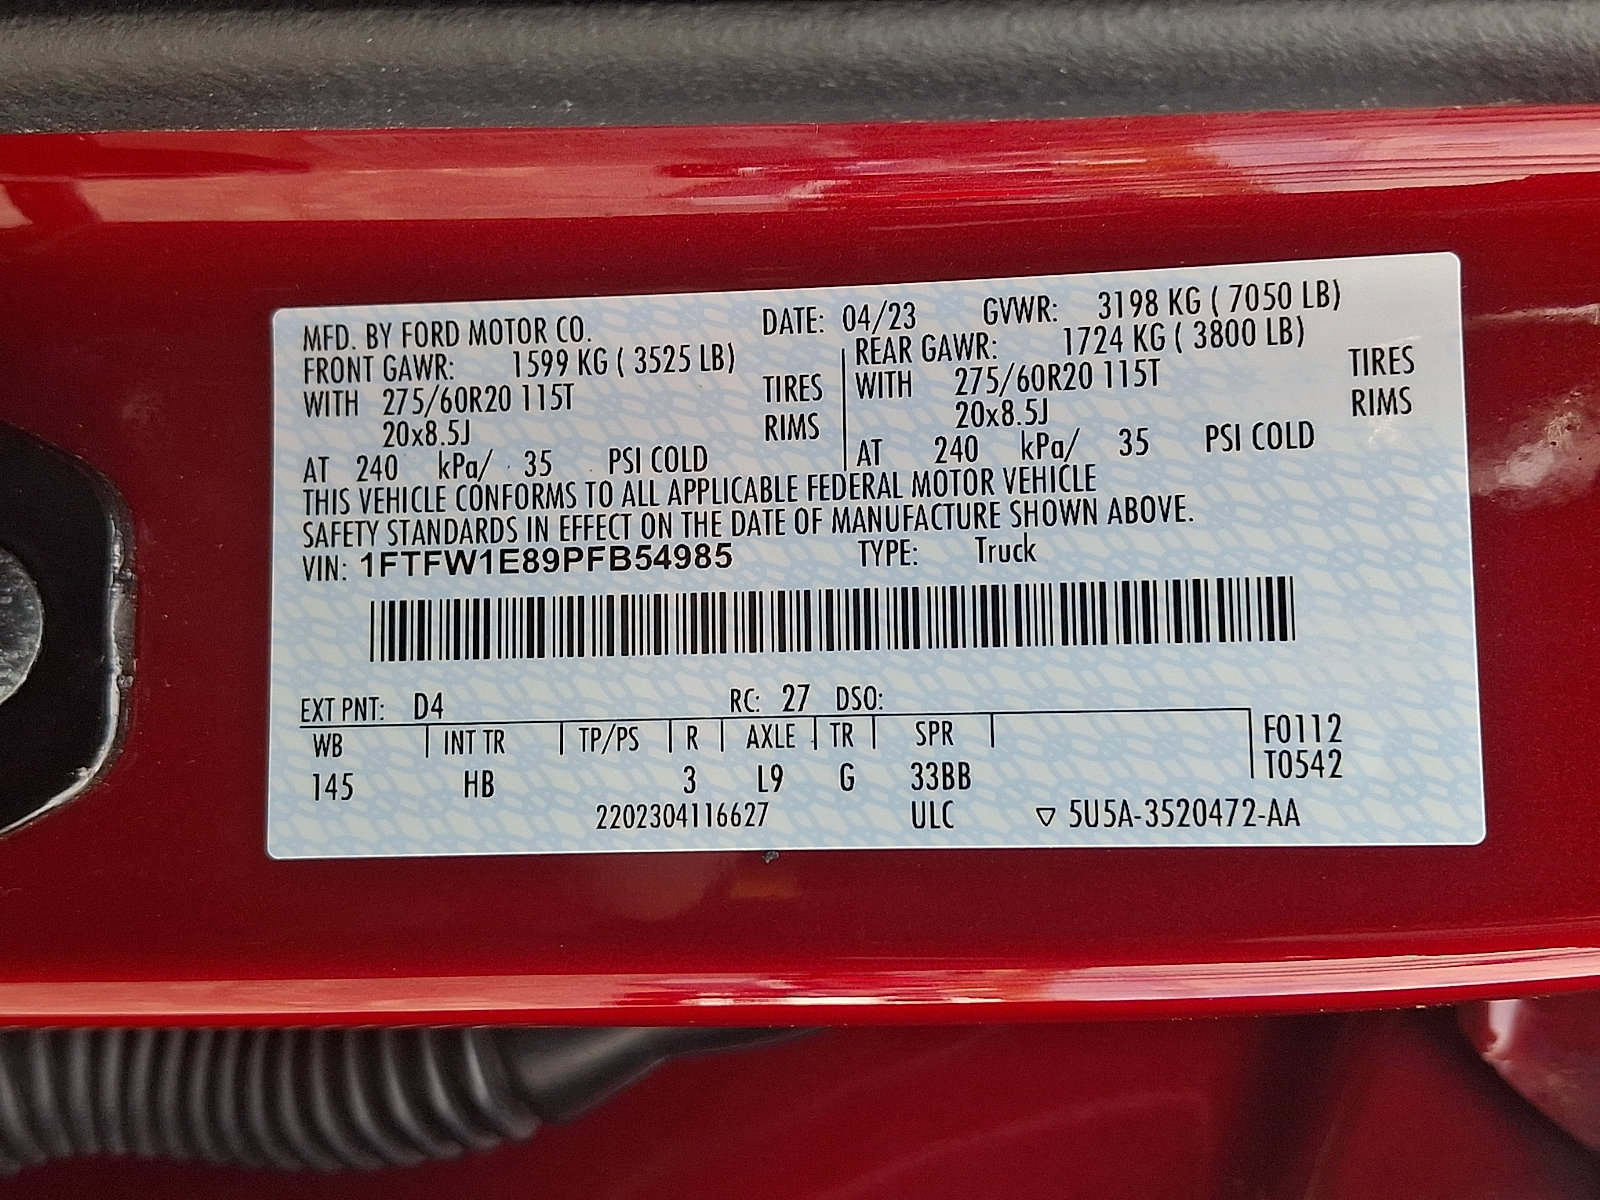 MFD. BY FORD MOTOR CO. DATE: 04/23 GVWR: 3198 KG ( 7050 LB)
FRONT GAWR: 1599 KG ( 3525 LB) REAR GAWR: 1724 KG ( 3800 LB)
WITH 275/60R20 115T TIRES WITH 275/60R20 115T TIRES
20x8.5J RIMS 20x8.5J RIMS
AT 240 kPa/ 35 PSI COLD AT 240 kPa/ 35 PSI COLD
THIS VEHICLE CONFORMS TO ALL APPLICABLE FEDERAL MOTOR VEHICLE
SAFETY STANDARDS IN EFFECT ON THE DATE OF MANUFACTURE SHOWN ABOVE.
VIN: 1FTFW1E89PFB54985 TYPE: Truck
EXT PNT: D4 RC: 27 DSO:
WB INT TR TP/PS R AXLE TR SPR F0112
145 HB 3 L9 G 33BB T0542
2202304116627 ULC ▽ 5U5A-3520472-AA